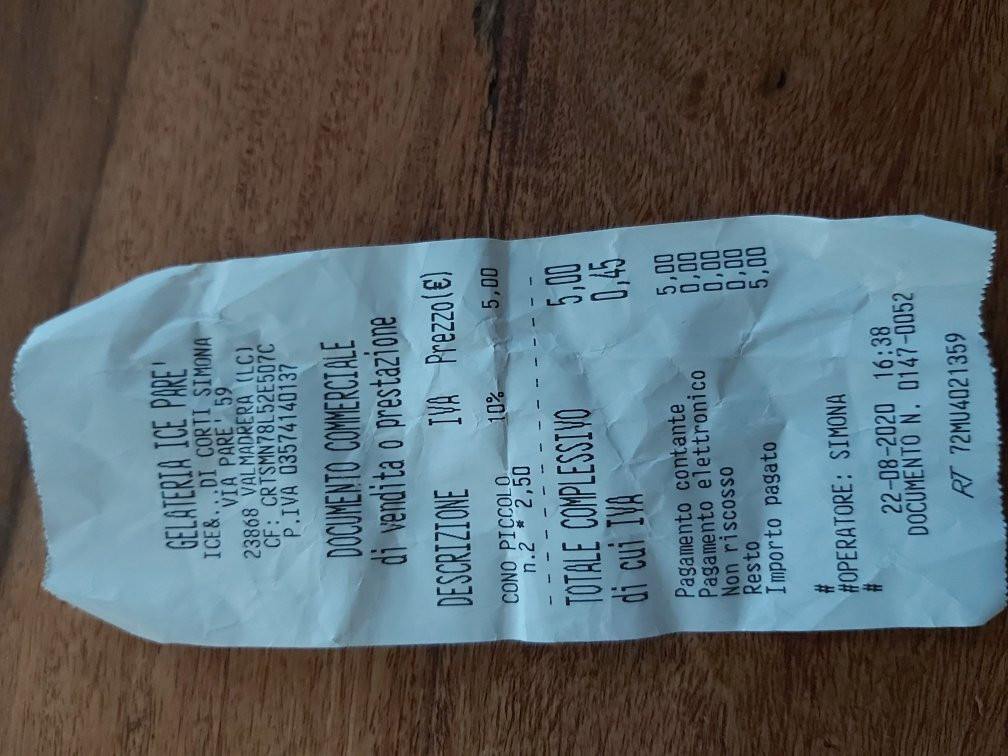 GELATERIA ICE PARE'
ICE&..DI CORTI SIMONA
VIA PARE' 59
23868 VALMADRERA (LC)
CF: CRTSMN78L52E507C
P.IVA 03574140137
DOCUMENTO COMMERCIALE
di vendita o prestazione
DESCRIZIONE IVA Prezzo(€)
CONO PICCOLO 10% 5,00
n.2 * 2,50
TOTALE COMPLESSIVO 5,00
di cui IVA 0,45
Pagamento contante 5,00
Pagamento elettronico 0,00
Non riscosso 0,00
Resto 0,00
Importo pagato 5,00
#
#OPERATORE: SIMONA
#
22-08-2020 16:38
DOCUMENTO N. 0147-0052
RT 72MU4021359